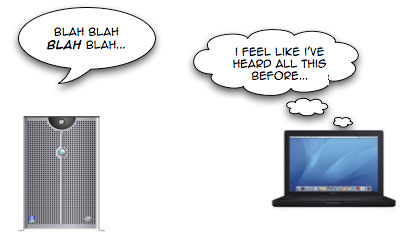 BLAH BLAH
BLAH BLAH...
I FEEL LIKE I'VE
HEARD ALL THIS
BEFORE...